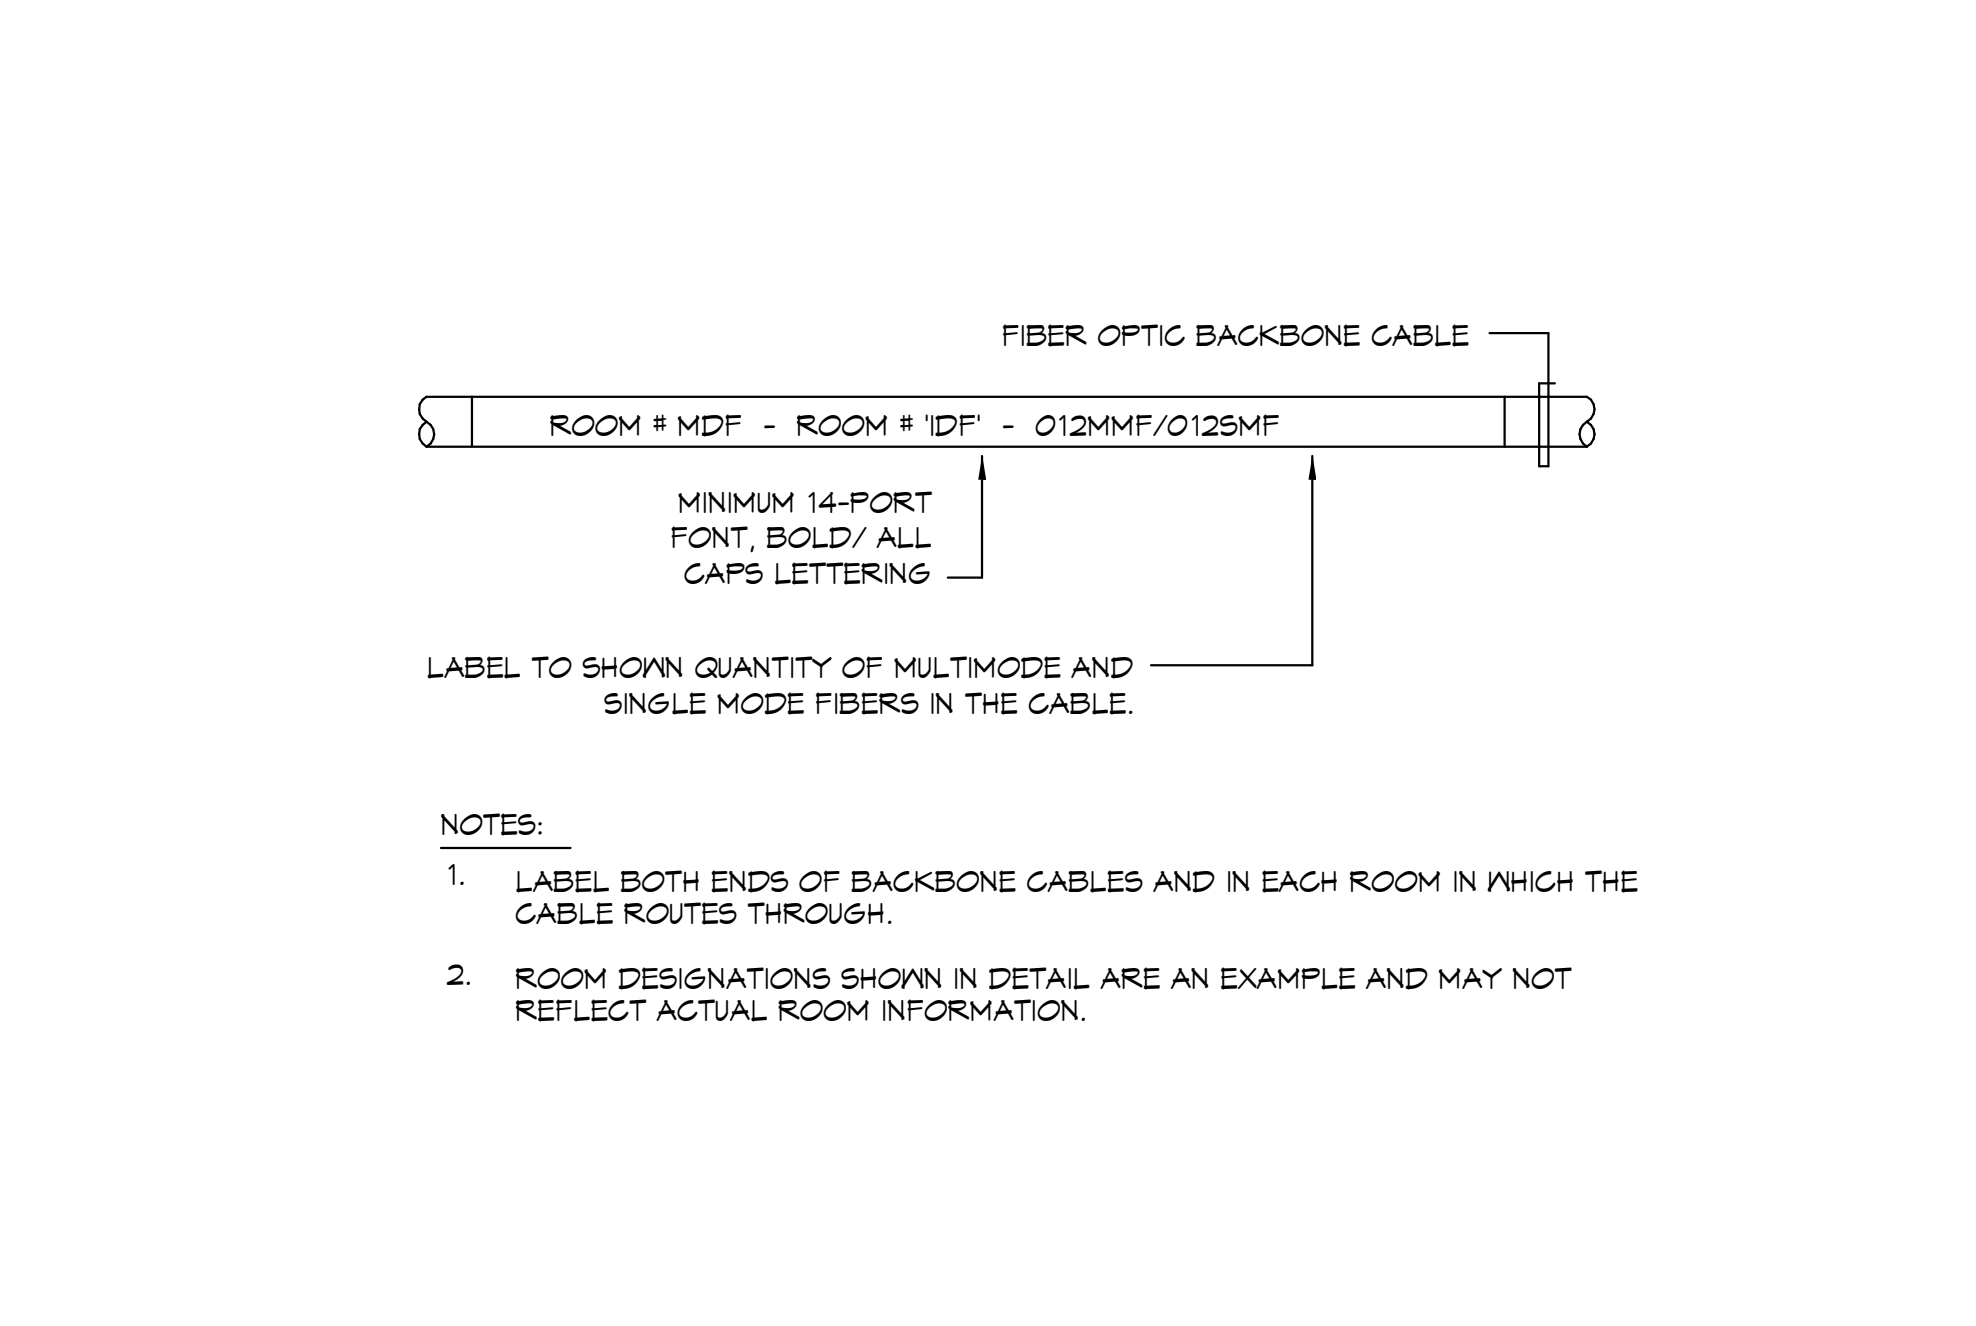 FIBER OPTIC BACKBONE CABLE
ROOM # MDF - ROOM # 'IDF' - 012MMF/012SMF
MINIMUM 14-PORT
FONT, BOLD/ ALL
CAPS LETTERING
LABEL TO SHOWN QUANTITY OF MULTIMODE AND
SINGLE MODE FIBERS IN THE CABLE.
NOTES:
1. LABEL BOTH ENDS OF BACKBONE CABLES AND IN EACH ROOM IN WHICH THE
CABLE ROUTES THROUGH.
2. ROOM DESIGNATIONS SHOWN IN DETAIL ARE AN EXAMPLE AND MAY NOT
REFLECT ACTUAL ROOM INFORMATION.